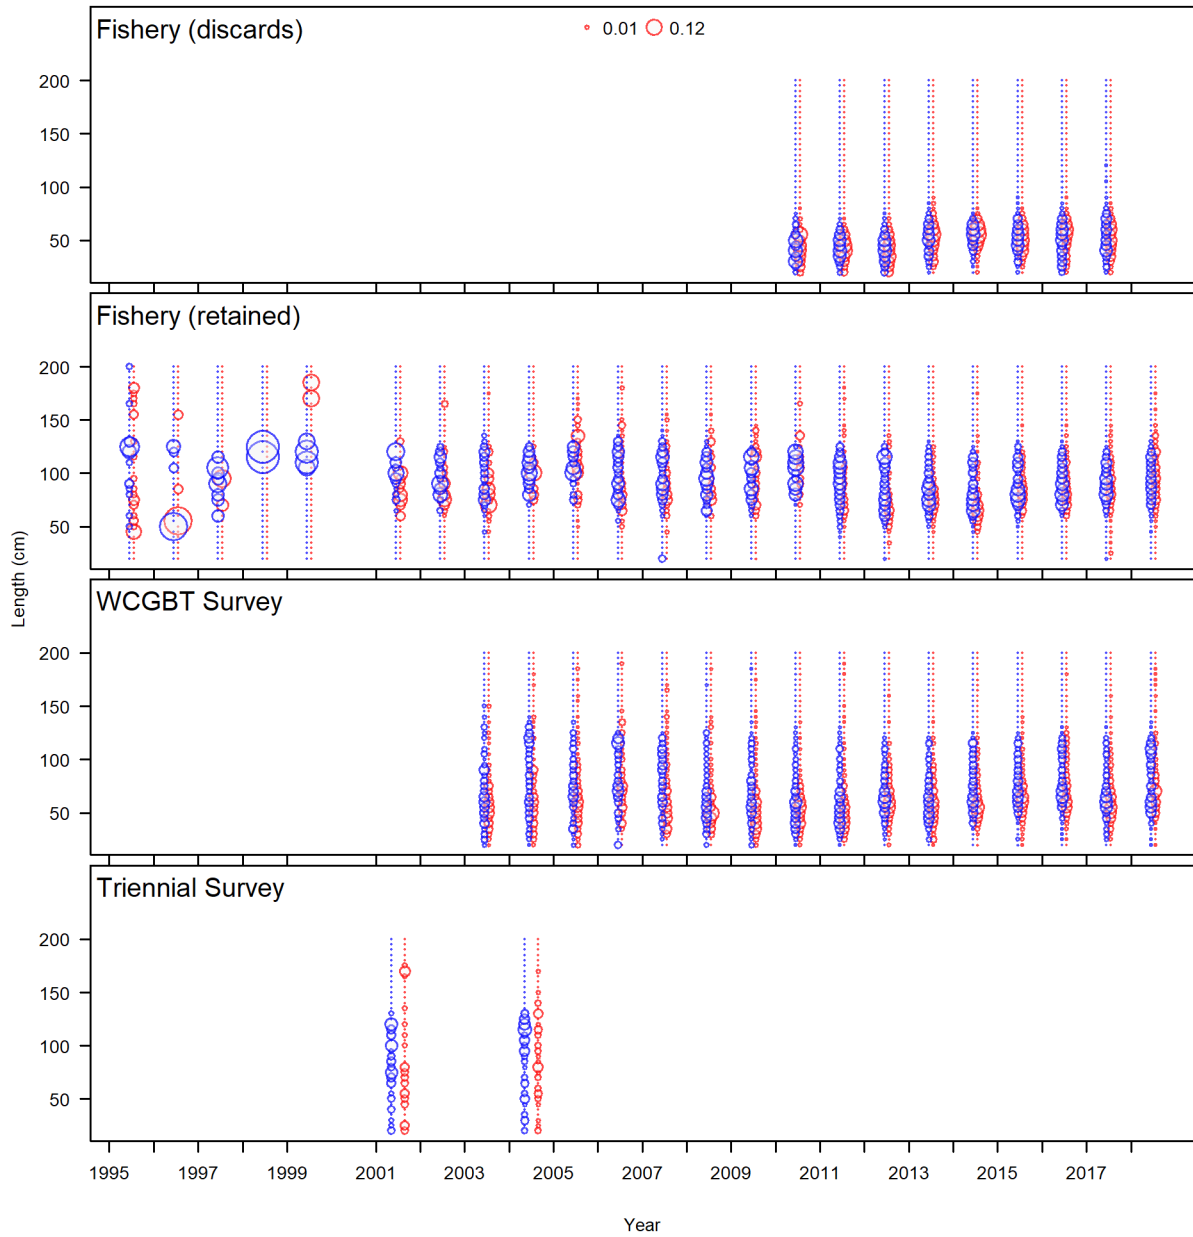 Fishery (discards)
0.01 0.12
200
150
100
50
Fishery (retained)
200
150
100
50
Length (cm)
WCGBT Survey
200
150
100
50
Triennial Survey
200
150
100
50
1995 1997 1999 2001 2003 2005 2007 2009 2011 2013 2015 2017
Year